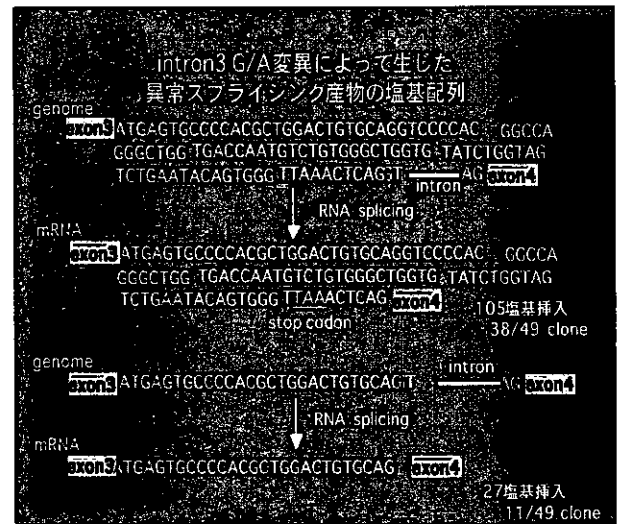 intron3 G/A変異によって生じた
異常スプライシング産物の塩基配列
genome
exon3 ATGAGTGCCCCACGCTGGACTGTGCAGGTCCCCAC GGCCA
GGGCTGG TGACCAATGTCTGTGGGCTGGTG TATCTGGTAG
TCTGAATACAGTGGG TTAAACTCAGGT AG exon4
intron
RNA splicing
mRNA
exon3 ATGAGTGCCCCACGCTGGACTGTGCAGGTCCCCAC GGCCA
GGGCTGG TGACCAATGTCTGTGGGCTGGTG TATCTGGTAG
TCTGAATACAGTGGG TTAAACTCAG exon4
stop codon
105塩基挿入
38/49 clone
genome
intron
exon3 ATGAGTGCCCCACGCTGGACTGTGCAGIT AG exon4
RNA splicing
mRNA
exon3 ATGAGTGCCCCACGCTGGACTGTGCAG exon4
27塩基挿入
11/49 clone